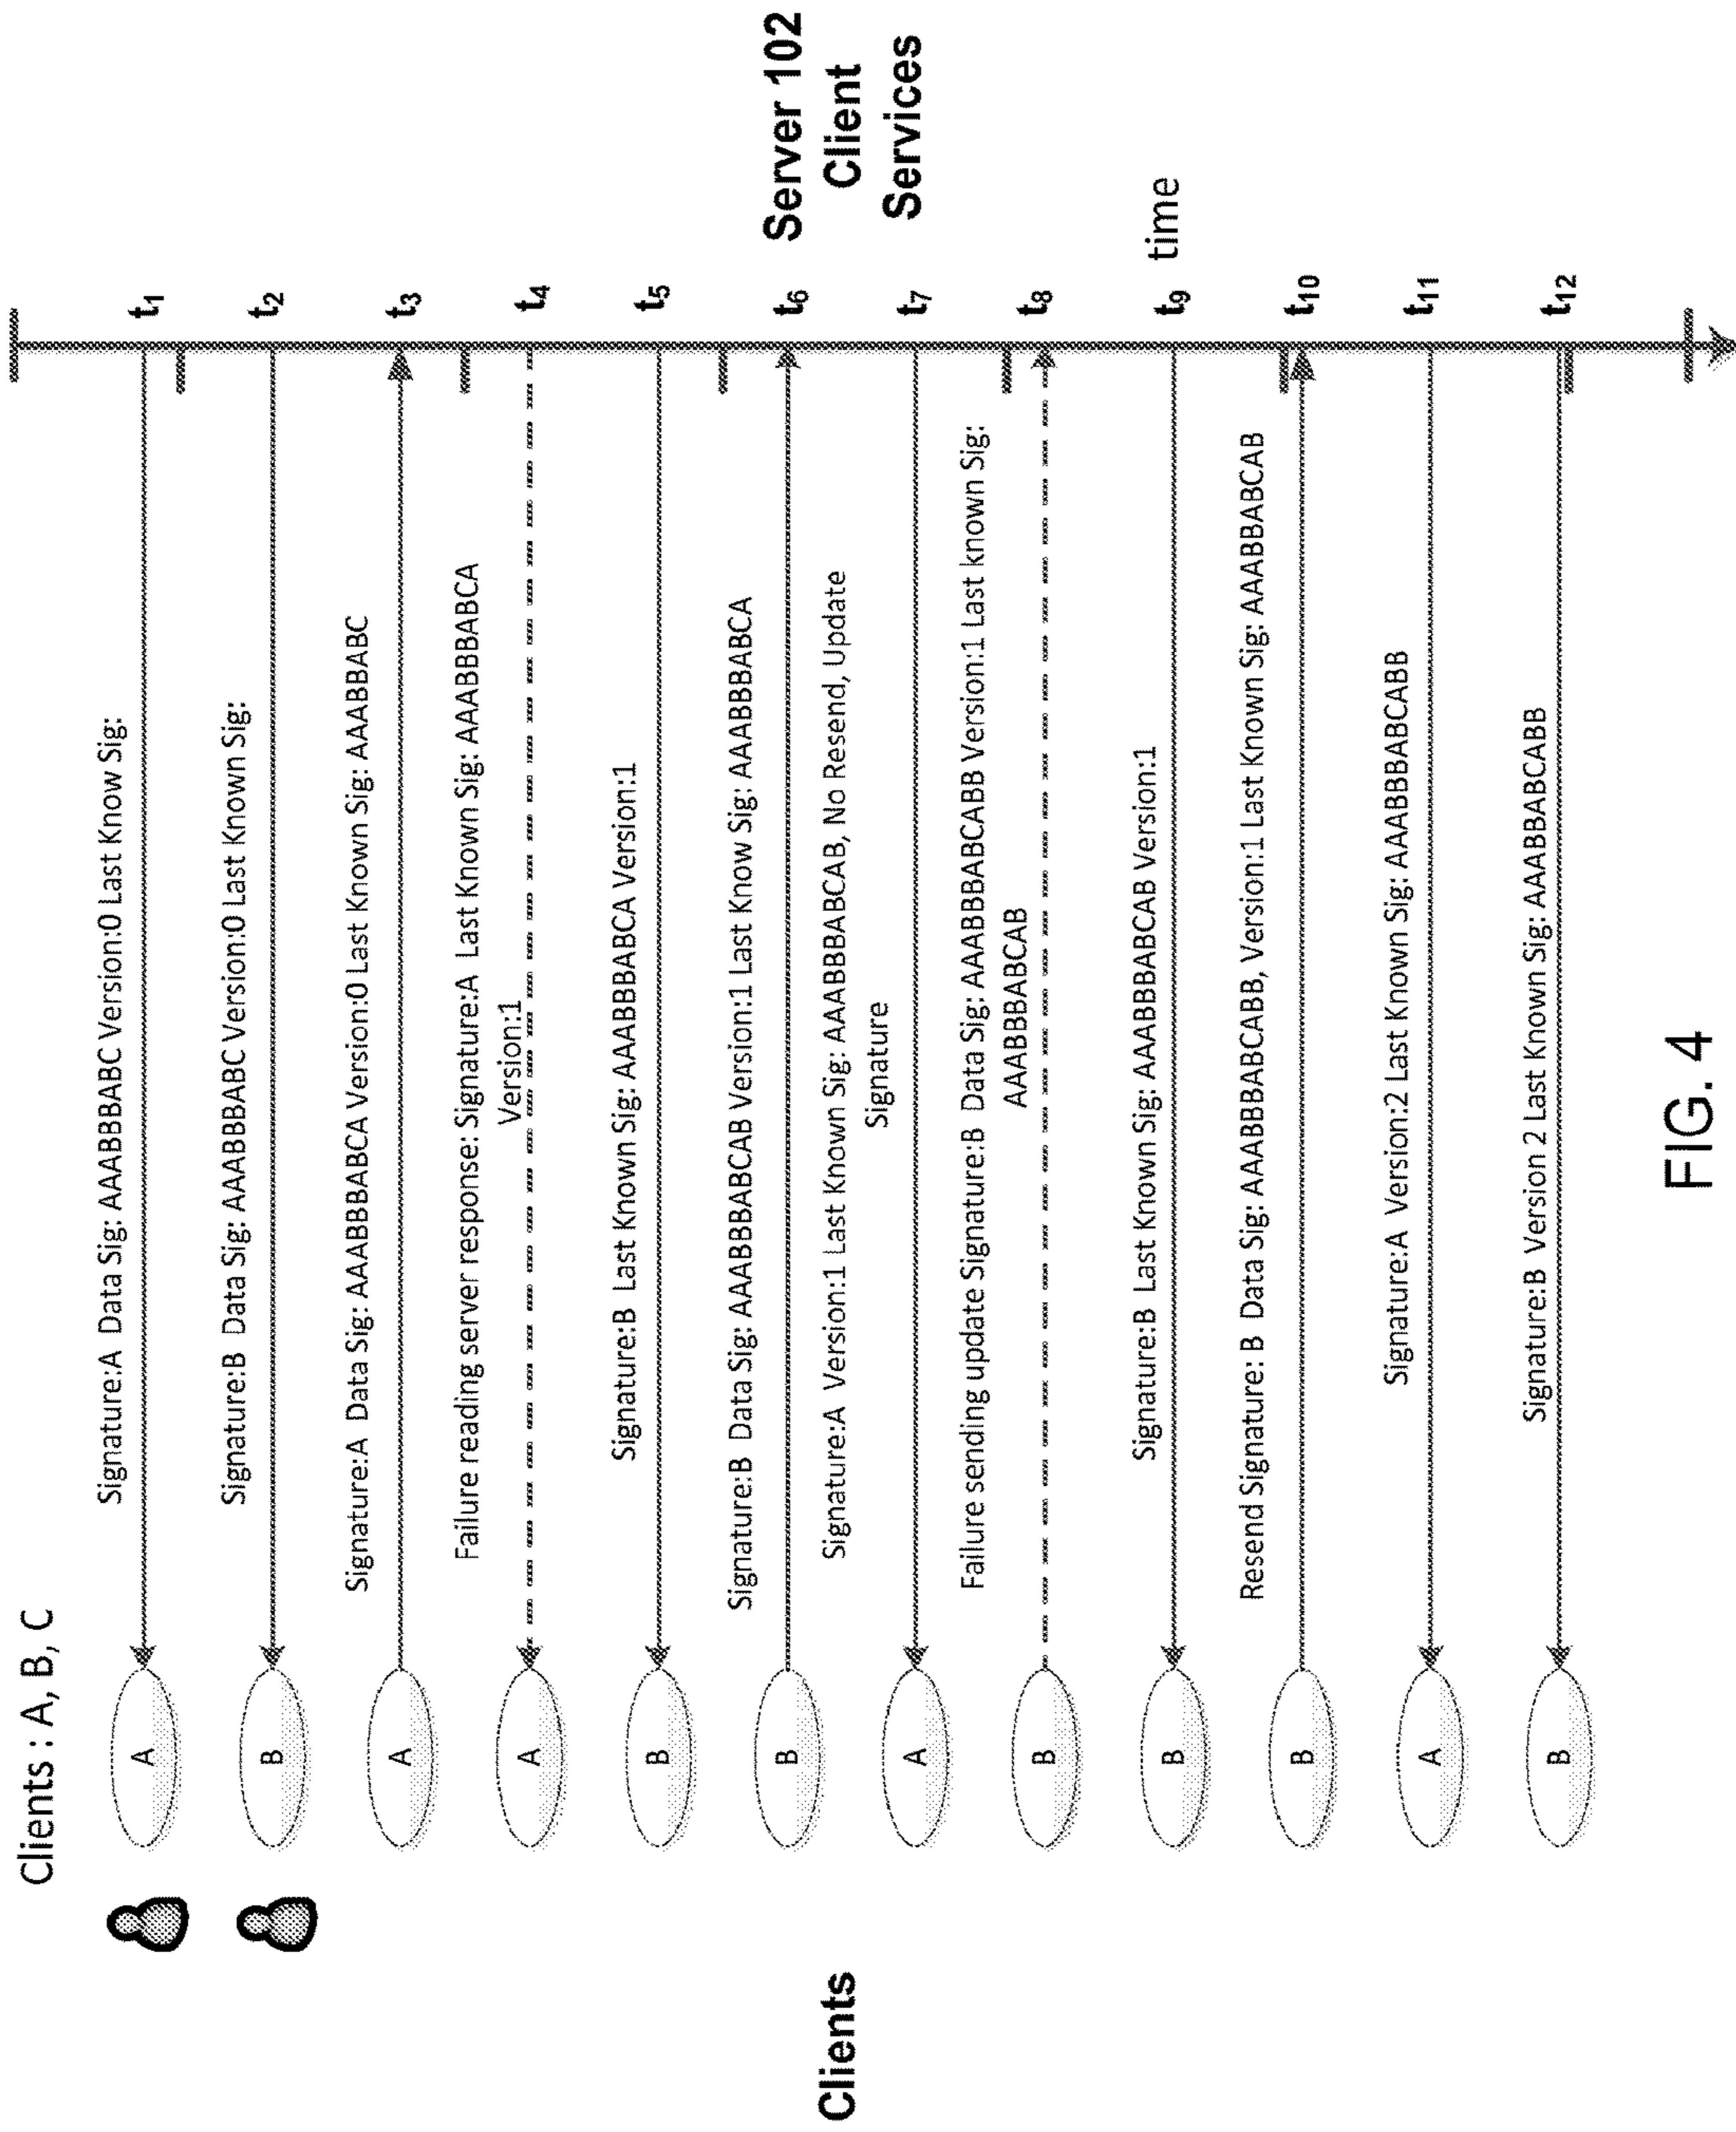 Clients : A, B, C
Clients
Server 102
Client
Services
time
Signature:A Data Sig: AAABBBABC Version:0 Last Know Sig:
A
t1
Signature:B Data Sig: AAABBBABC Version:0 Last Known Sig:
B
t2
Signature:A Data Sig: AAABBBABCA Version:0 Last Known Sig: AAABBBABC
A
t3
Failure reading server response: Signature:A Last Known Sig: AAABBBABCA
Version:1
A
t4
Signature:B Last Known Sig: AAABBBABCA Version:1
B
t5
Signature:B Data Sig: AAABBBABCAB Version:1 Last Know Sig: AAABBBABCA
B
t6
Signature:A Version:1 Last Known Sig: AAABBBABCAB, No Resend, Update
Signature
A
t7
Failure sending update Signature:B Data Sig: AAABBBABCABB Version:1 Last known Sig:
AAABBBABCAB
B
t8
Signature:B Last Known Sig: AAABBBABCAB Version:1
B
t9
Resend Signature: B Data Sig: AAABBBABCABB, Version:1 Last Known Sig: AAABBBABCAB
B
t10
Signature:A Version:2 Last Known Sig: AAABBBABCABB
A
t11
Signature:B Version 2 Last Known Sig: AAABBBABCABB
B
t12
FIG. 4